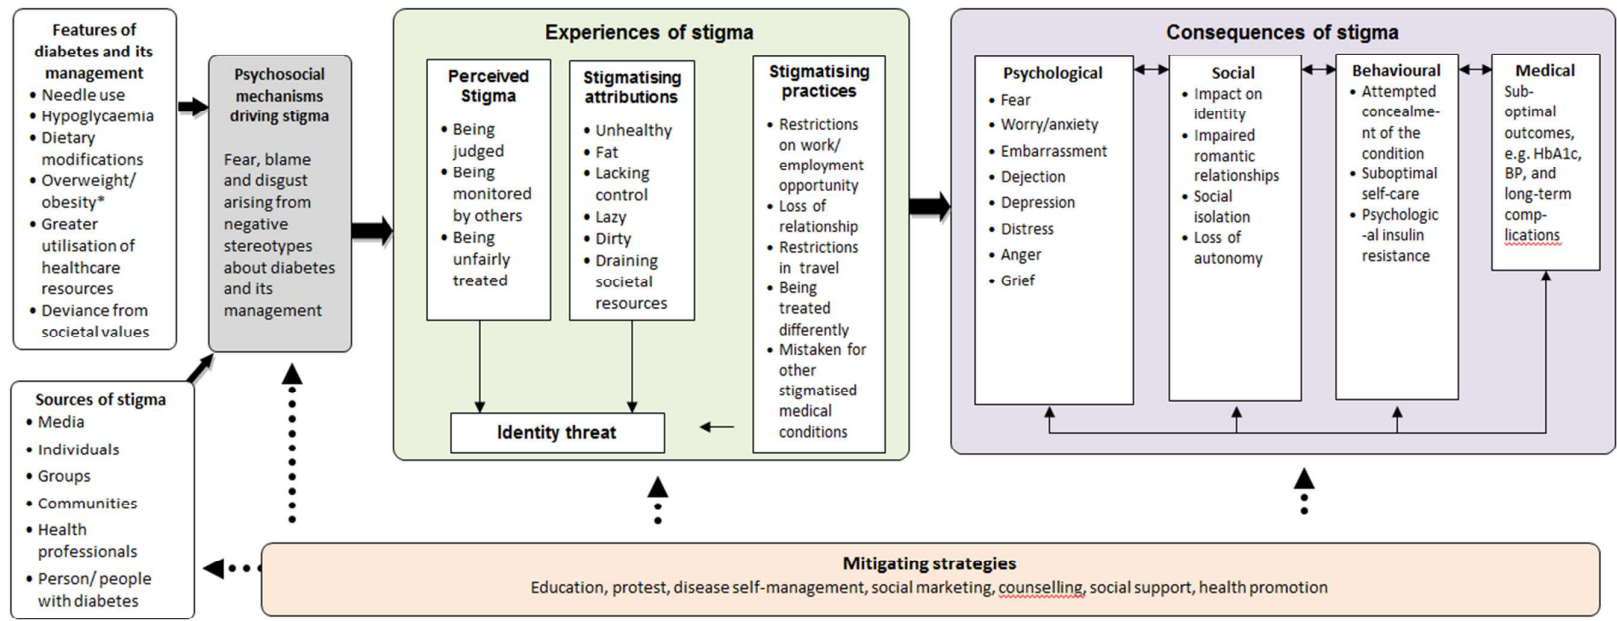 Features of
diabetes and its
management
• Needle use
• Hypoglycaemia
• Dietary
modifications
• Overweight/
obesity*
• Greater
utilisation of
healthcare
resources
• Deviance from
societal values
Sources of stigma
• Media
• Individuals
• Groups
• Communities
• Health
professionals
• Person/ people
with diabetes
Psychosocial
mechanisms
driving stigma
Fear, blame
and disgust
arising from
negative
stereotypes
about diabetes
and its
management
Experiences of stigma
Perceived
Stigma
• Being
judged
• Being
monitored
by others
• Being
unfairly
treated
Stigmatising
attributions
• Unhealthy
• Fat
• Lacking
control
• Lazy
• Dirty
• Draining
societal
resources
Stigmatising
practices
• Restrictions
on work/
employment
opportunity
• Loss of
relationship
• Restrictions
in travel
• Being
treated
differently
• Mistaken for
other
stigmatised
medical
conditions
Identity threat
Consequences of stigma
Psychological
• Fear
• Worry/anxiety
• Embarrassment
• Dejection
• Depression
• Distress
• Anger
• Grief
Social
• Impact on
identity
• Impaired
romantic
relationships
• Social
isolation
• Loss of
autonomy
Behavioural
• Attempted
concealme-
nt of the
condition
• Suboptimal
self-care
• Psychologic
-al insulin
resistance
Medical
Sub-
optimal
outcomes,
e.g. HbA1c,
BP, and
long-term
comp-
lications
Mitigating strategies
Education, protest, disease self-management, social marketing, counselling, social support, health promotion